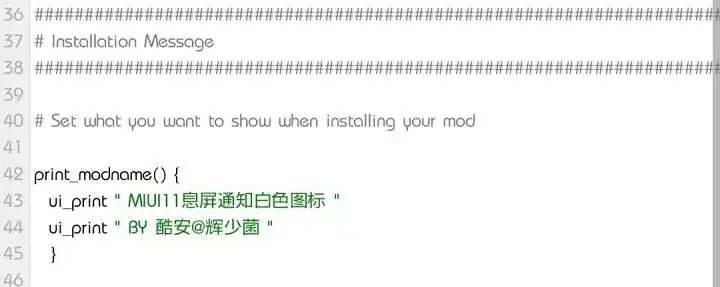 36 ##########################################################################
37 # Installation Message
38 ##########################################################################
39
40 # Set what you want to show when installing your mod
41
42 print_modname() {
43 ui_print " MIUI11息屏通知白色图标 "
44 ui_print " BY 酷安@辉少菌 "
45 }
46